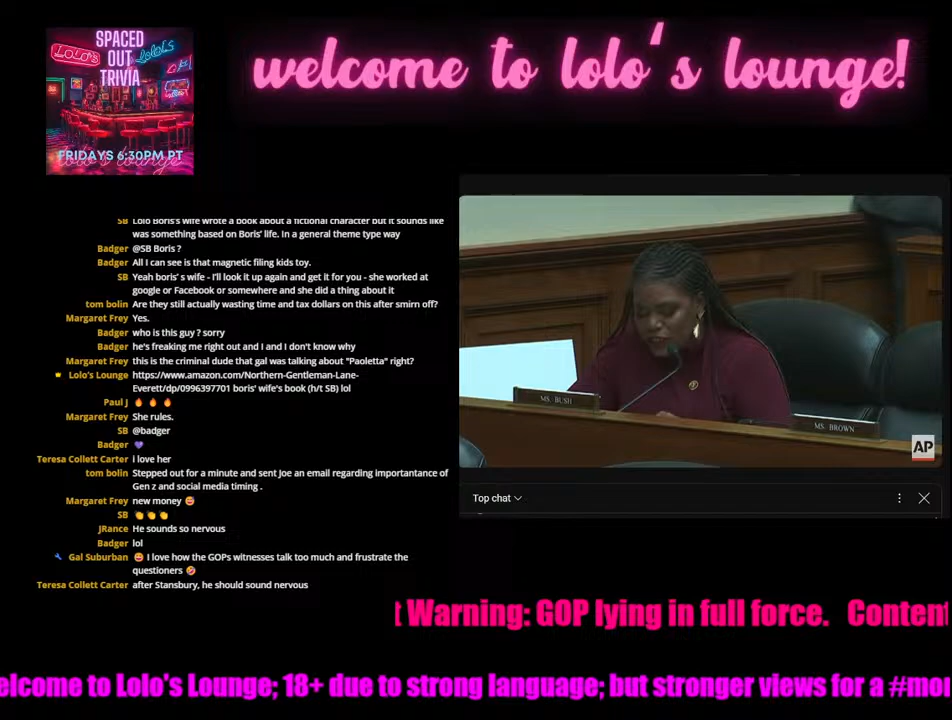 SPACED
OUT
TRIVIA
LOLO'S
LOLO'S
FRIDAYS 6:30PM PT
lolo's lounge
welcome to lolo's lounge!
SB Lolo Boris's wife wrote a book about a fictional character but it sounds like
was something based on Boris' life. In a general theme type way
Badger @SB Boris ?
Badger All I can see is that magnetic filing kids toy.
SB Yeah boris' s wife - I'll look it up again and get it for you - she worked at
google or Facebook or somewhere and she did a thing about it
tom bolin Are they still actually wasting time and tax dollars on this after smirn off?
Margaret Frey Yes.
Badger who is this guy ? sorry
Badger he's freaking me right out and I and I don't know why
Margaret Frey this is the criminal dude that gal was talking about "Paoletta" right?
Lolo's Lounge https://www.amazon.com/Northern-Gentleman-Lane-
Everett/dp/0996397701 boris' wife's book (h/t SB) lol
Paul J 🔥 🔥 🔥
Margaret Frey She rules.
SB @badger
Badger 💜
Teresa Collett Carter i love her
tom bolin Stepped out for a minute and sent Joe an email regarding importantance of
Gen z and social media timing .
Margaret Frey new money 🥰
SB 👏 👏 👏
JRance He sounds so nervous
Badger lol
Gal Suburban 🥰 I love how the GOPs witnesses talk too much and frustrate the
questioners 🤣
Teresa Collett Carter after Stansbury, he should sound nervous
MS. BUSH
MS. BROWN
AP
Top chat
t Warning: GOP lying in full force. Content
elcome to Lolo's Lounge; 18+ due to strong language; but stronger views for a #mou